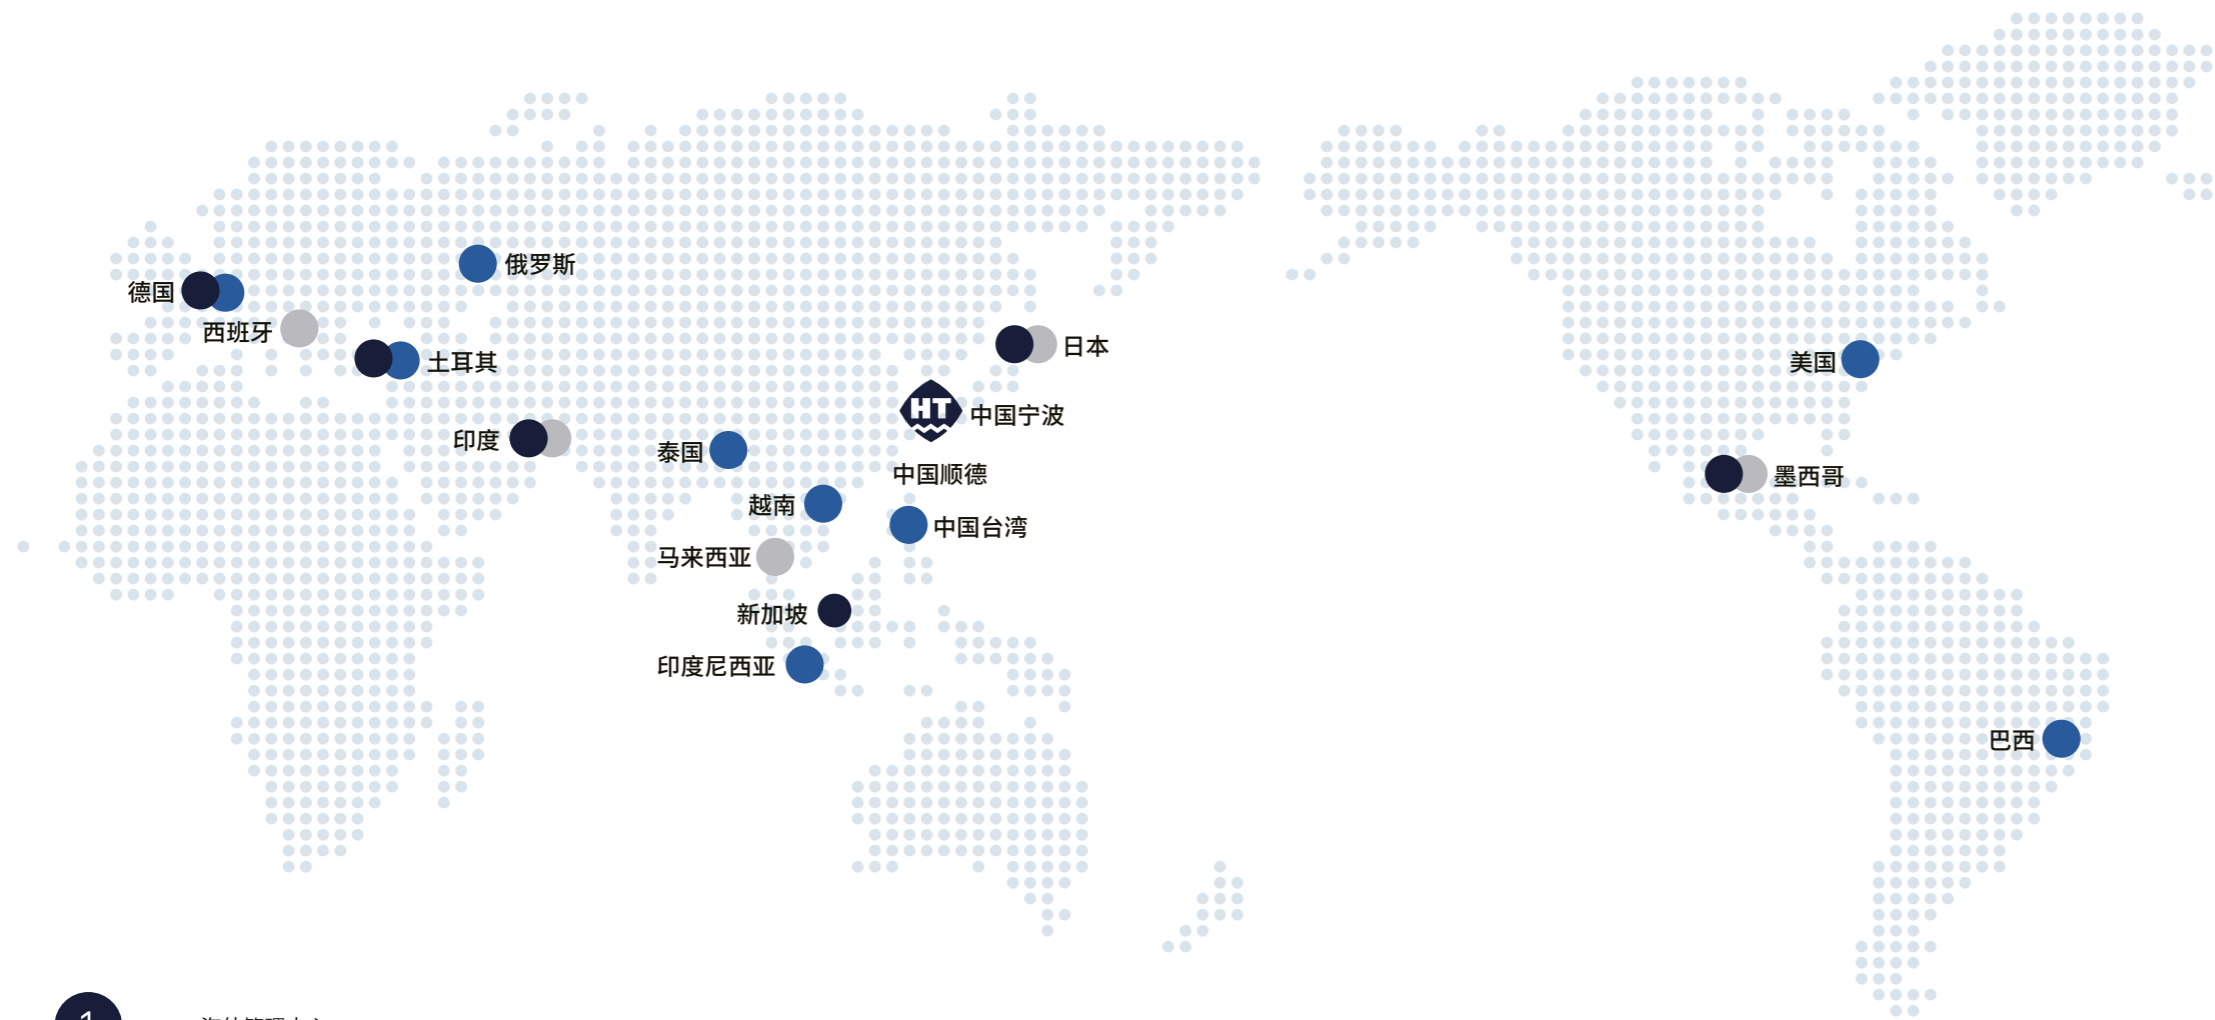 俄罗斯
德国
西班牙
土耳其
日本
美国
HT
中国宁波
印度
泰国
中国顺德
墨西哥
越南
中国台湾
马来西亚
新加坡
印度尼西亚
巴西
1